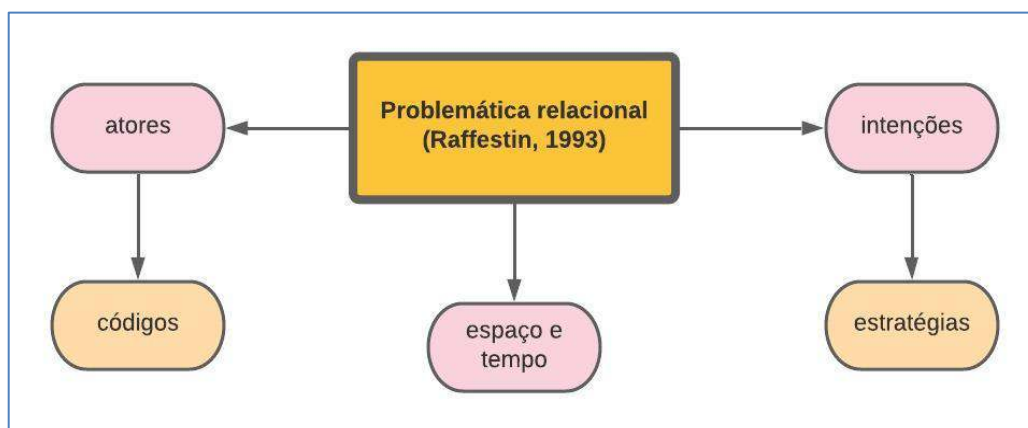 Problemática relacional
(Raffestin, 1993)
atores
intenções
códigos
espaço e
tempo
estratégias